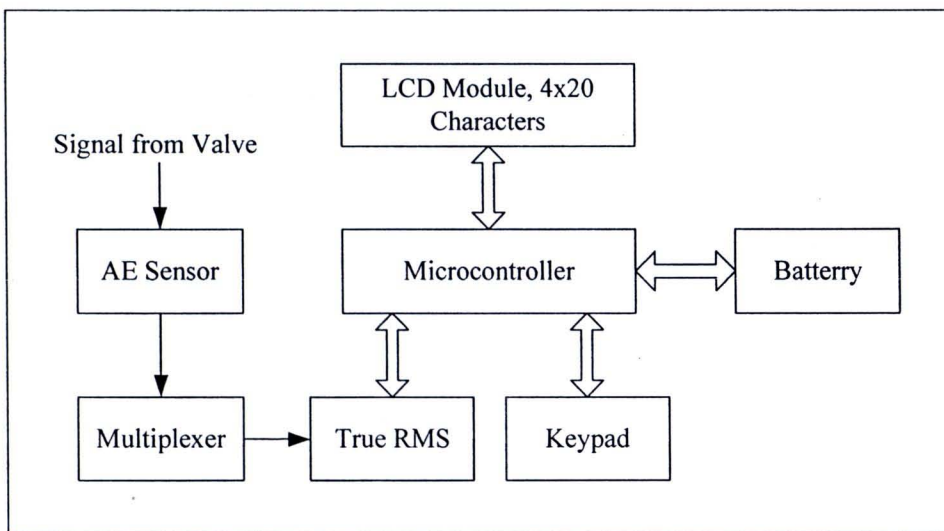 LCD Module, 4x20
Characters
Signal from Valve
AE Sensor
Microcontroller
Batterry
Multiplexer
True RMS
Keypad